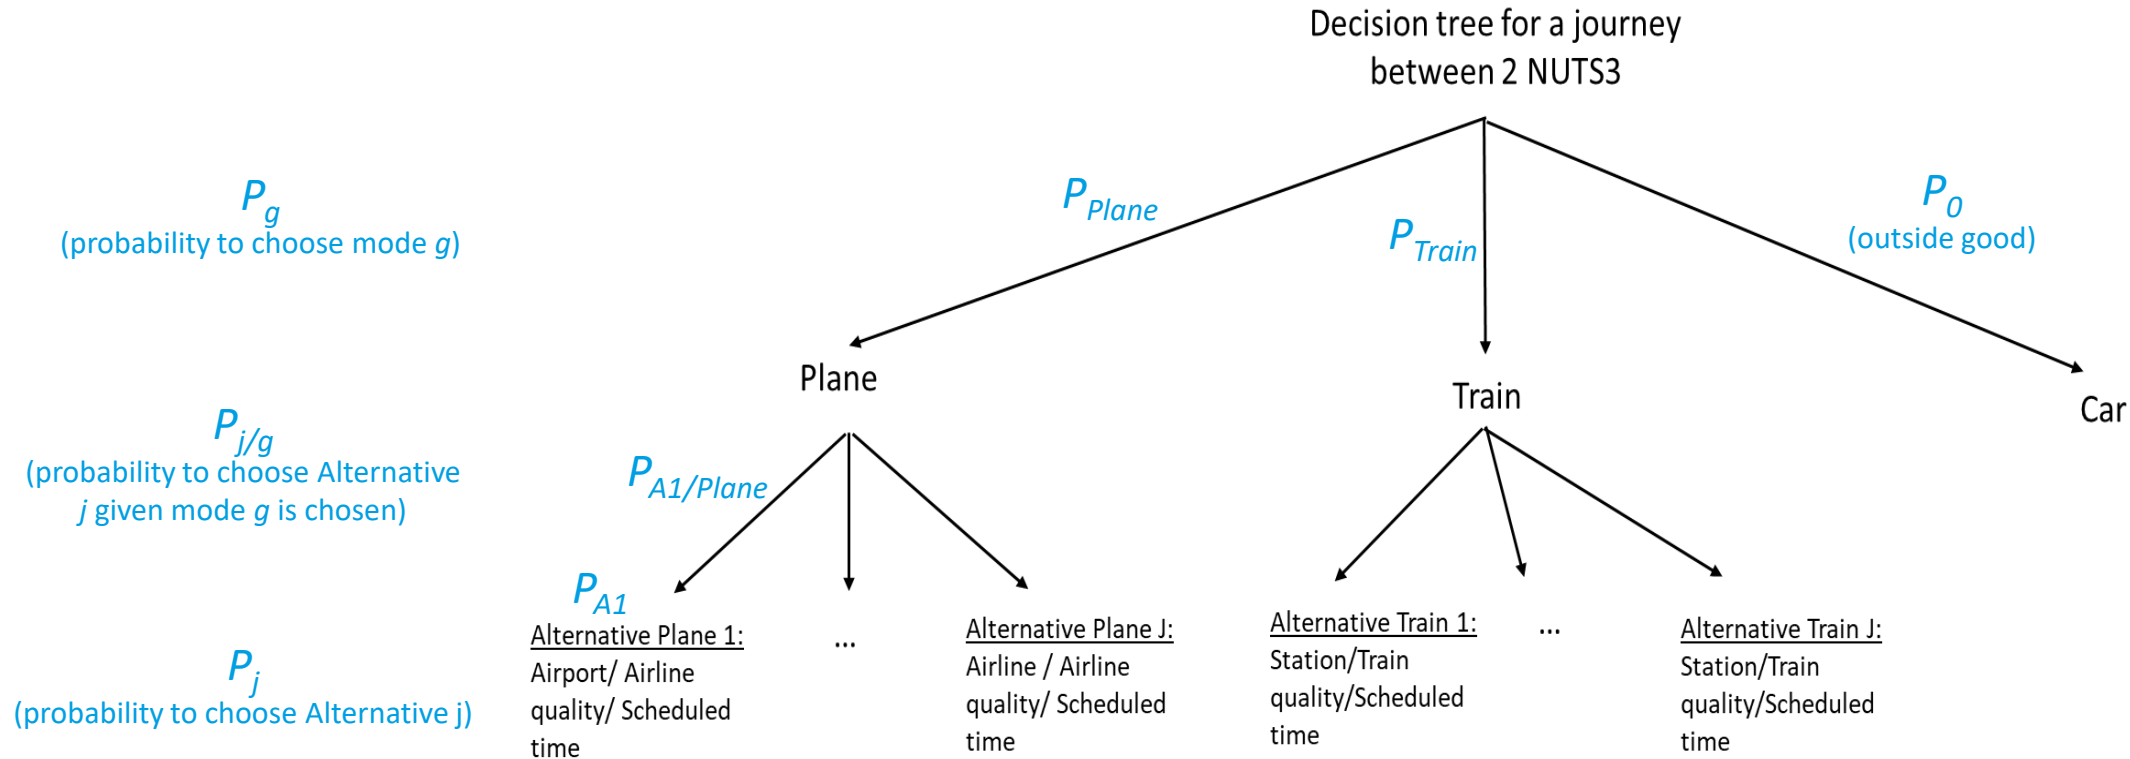 Decision tree for a journey
between 2 NUTS3
P_g
(probability to choose mode g)
P_Plane
P_Train
P_0
(outside good)
Plane
Train
Car
P_j/g
(probability to choose Alternative
j given mode g is chosen)
P_A1/Plane
P_A1
P_j
(probability to choose Alternative j)
Alternative Plane 1:
Airport/ Airline
quality/ Scheduled
time
...
Alternative Plane J:
Airline / Airline
quality/ Scheduled
time
Alternative Train 1:
Station/Train
quality/Scheduled
time
...
Alternative Train J:
Station/Train
quality/Scheduled
time